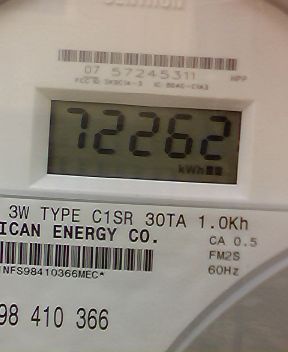 07 57245311 HPP
72262
kWh
3W TYPE C1SR 30TA 1.0Kh
ICAN ENERGY CO.
CA 0.5
FM2S
NFS98410366MEC*
60Hz
98 410 366